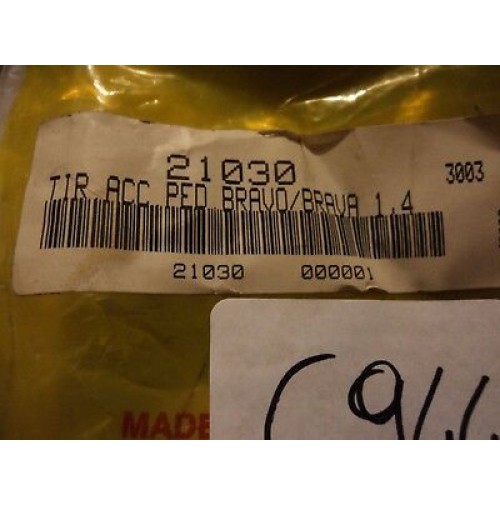 21030 3003
TIR ACC PED BRAVO/BRAVA 1.4
21030 000001
MADE